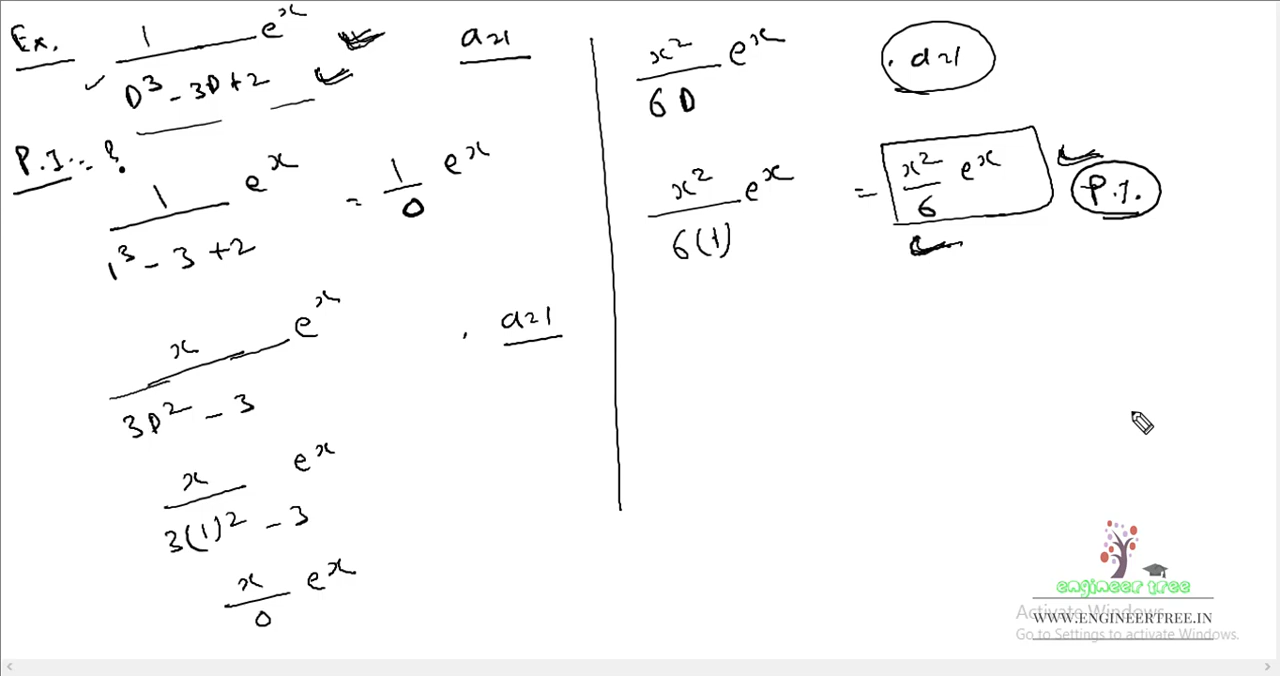 Ex. 1/(D³ - 3D + 2) eˣ a=1
P.I. = ?
1/(1³ - 3 + 2) eˣ = 1/0 eˣ
x/(3D² - 3) eˣ . a=1
x/(3(1)² - 3) eˣ
x/0 eˣ
x²/(6D) eˣ . a=1
x²/(6(1)) eˣ = x²/6 eˣ P.I.
engineer tree
WWW.ENGINEERTREE.IN
Activate Windows
Go to Settings to activate Windows.